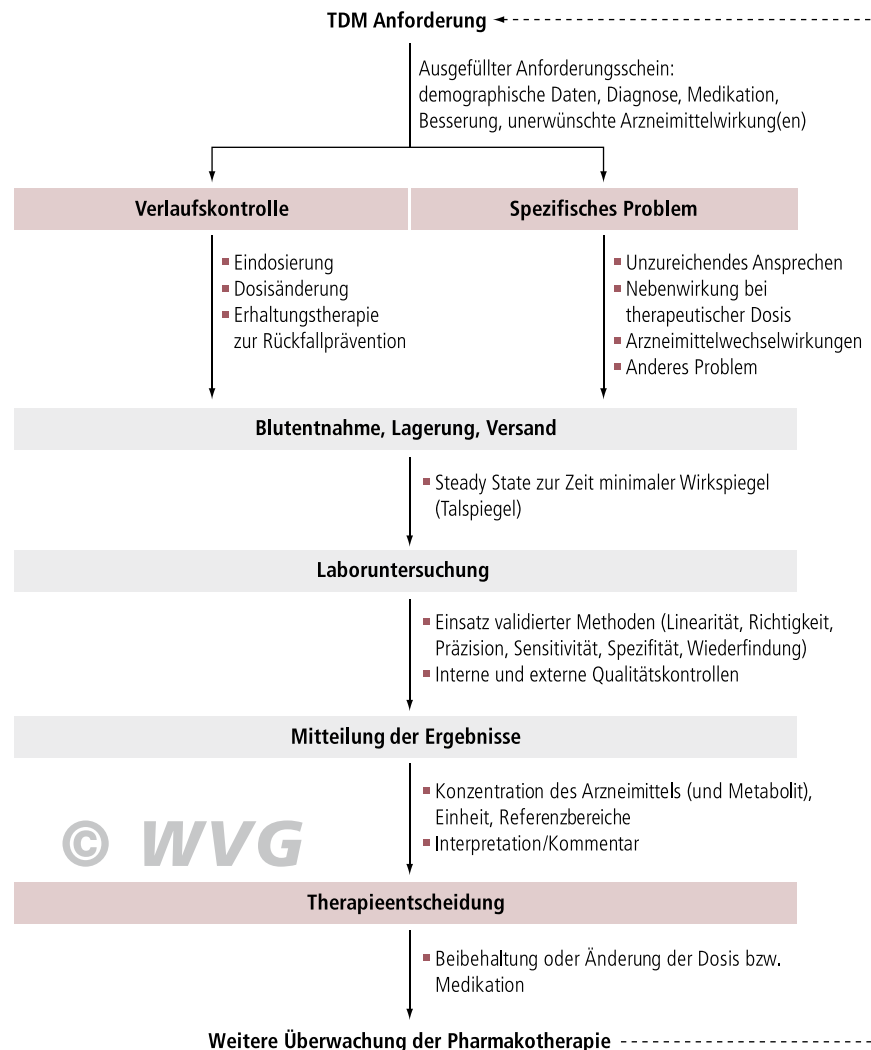 TDM Anforderung
Ausgefüllter Anforderungsschein:
demographische Daten, Diagnose, Medikation,
Besserung, unerwünschte Arzneimittelwirkung(en)
Verlaufskontrolle
Spezifisches Problem
Eindosierung
Dosisänderung
Erhaltungstherapie
zur Rückfallprävention
Unzureichendes Ansprechen
Nebenwirkung bei
therapeutischer Dosis
Arzneimittelwechselwirkungen
Anderes Problem
Blutentnahme, Lagerung, Versand
Steady State zur Zeit minimaler Wirkspiegel
(Talspiegel)
Laboruntersuchung
Einsatz validierter Methoden (Linearität, Richtigkeit,
Präzision, Sensitivität, Spezifität, Wiederfindung)
Interne und externe Qualitätskontrollen
Mitteilung der Ergebnisse
Konzentration des Arzneimittels (und Metabolit),
Einheit, Referenzbereiche
Interpretation/Kommentar
© WVG
Therapieentscheidung
Beibehaltung oder Änderung der Dosis bzw.
Medikation
Weitere Überwachung der Pharmakotherapie